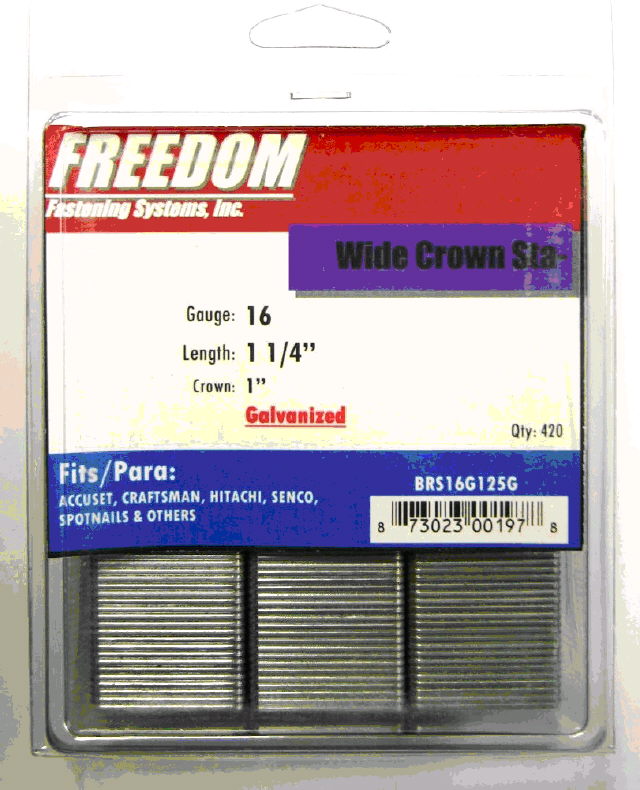 FREEDOM
Fastening Systems, Inc.
Wide Crown Sta-
Gauge: 16
Length: 1 1/4”
Crown: 1”
Galvanized
Qty: 420
Fits/Para:
ACCUSET, CRAFTSMAN, HITACHI, SENCO,
SPOTNAILS & OTHERS
BRS16G125G
8 73023 00197 8